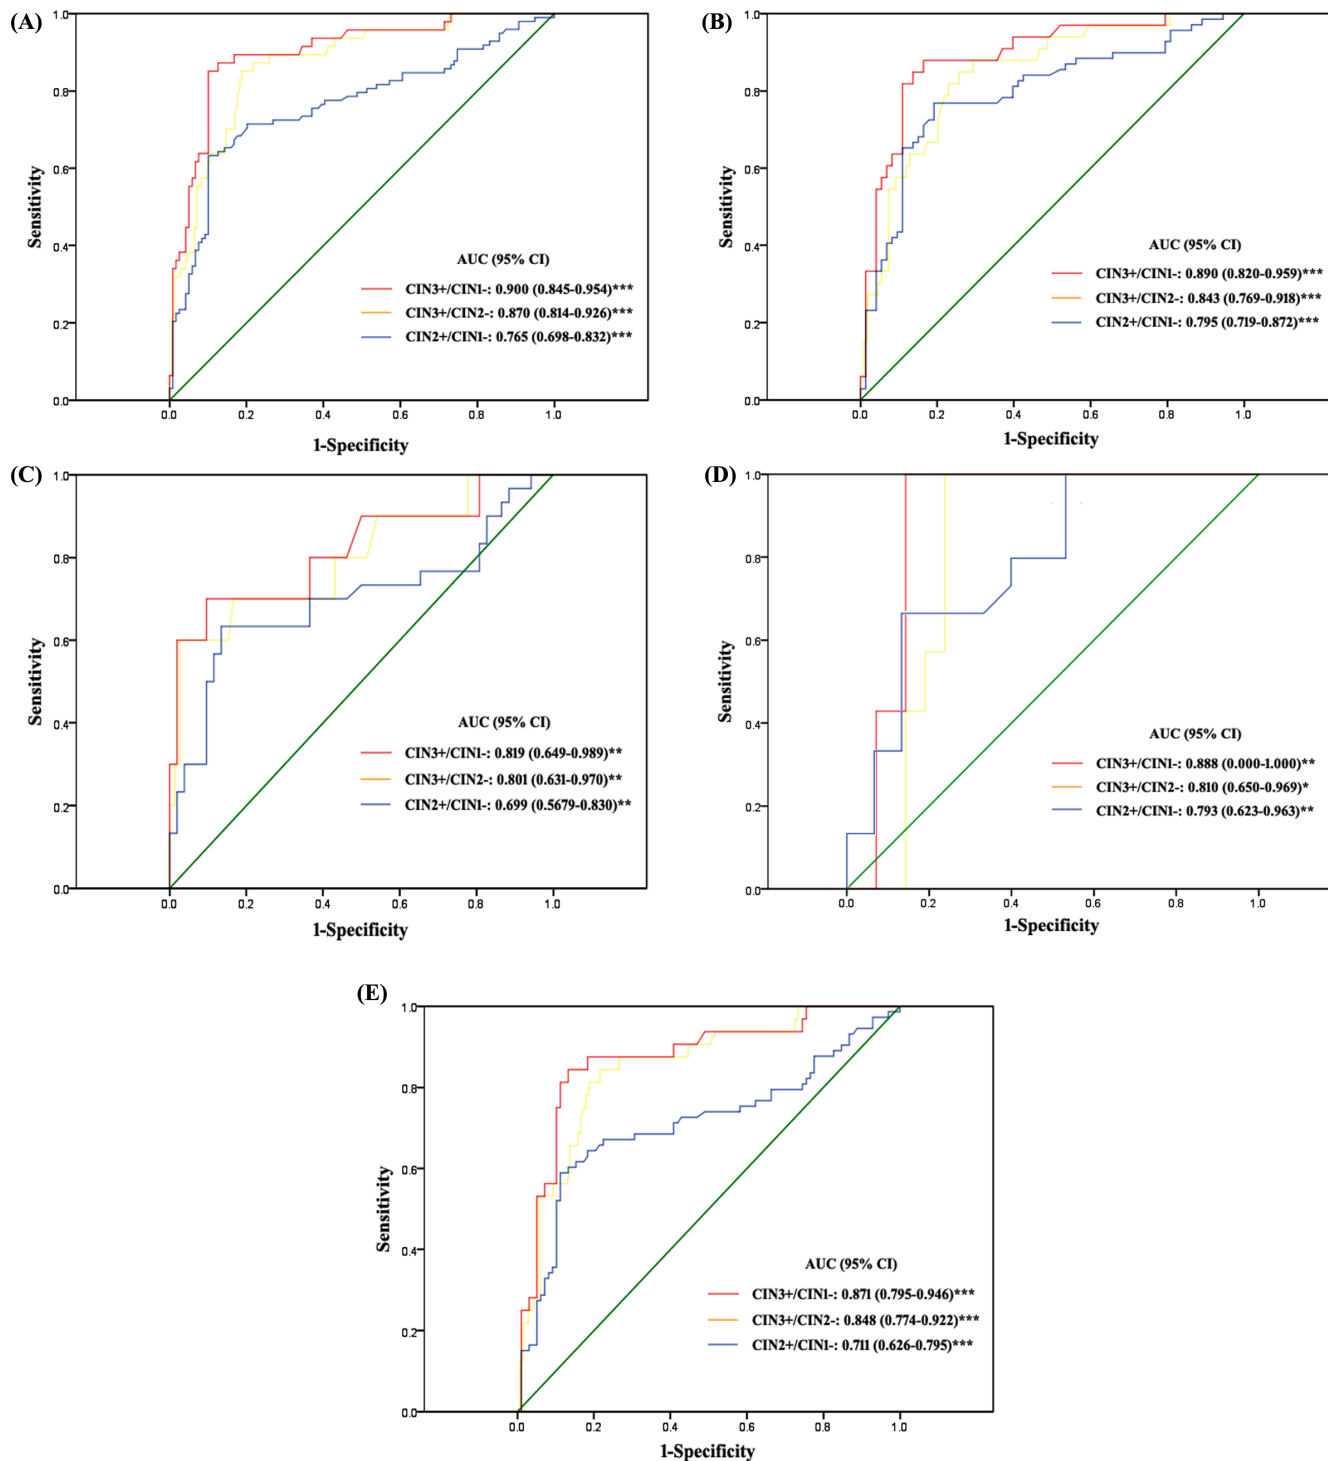 (A)
1.0
0.8
0.6
0.4
0.2
0.0
Sensitivity
AUC (95% CI)
CIN3+/CIN1-: 0.900 (0.845-0.954)***
CIN3+/CIN2-: 0.870 (0.814-0.926)***
CIN2+/CIN1-: 0.765 (0.698-0.832)***
0.0 0.2 0.4 0.6 0.8 1.0
1-Specificity
(B)
1.0
0.8
0.6
0.4
0.2
0.0
Sensitivity
AUC (95% CI)
CIN3+/CIN1-: 0.890 (0.820-0.959)***
CIN3+/CIN2-: 0.843 (0.769-0.918)***
CIN2+/CIN1-: 0.795 (0.719-0.872)***
0.0 0.2 0.4 0.6 0.8 1.0
1-Specificity
(C)
1.0
0.8
0.6
0.4
0.2
0.0
Sensitivity
AUC (95% CI)
CIN3+/CIN1-: 0.819 (0.649-0.989)**
CIN3+/CIN2-: 0.801 (0.631-0.970)**
CIN2+/CIN1-: 0.699 (0.5679-0.830)**
0.0 0.2 0.4 0.6 0.8 1.0
1-Specificity
(D)
1.0
0.8
0.6
0.4
0.2
0.0
Sensitivity
AUC (95% CI)
CIN3+/CIN1-: 0.888 (0.000-1.000)**
CIN3+/CIN2-: 0.810 (0.650-0.969)*
CIN2+/CIN1-: 0.793 (0.623-0.963)**
0.0 0.2 0.4 0.6 0.8 1.0
1-Specificity
(E)
1.0
0.8
0.6
0.4
0.2
0.0
Sensitivity
AUC (95% CI)
CIN3+/CIN1-: 0.871 (0.795-0.946)***
CIN3+/CIN2-: 0.848 (0.774-0.922)***
CIN2+/CIN1-: 0.711 (0.626-0.795)***
0.0 0.2 0.4 0.6 0.8 1.0
1-Specificity